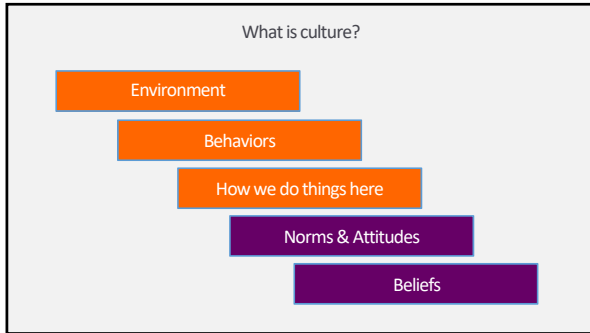 What is culture?
Environment
Behaviors
How we do things here
Norms & Attitudes
Beliefs